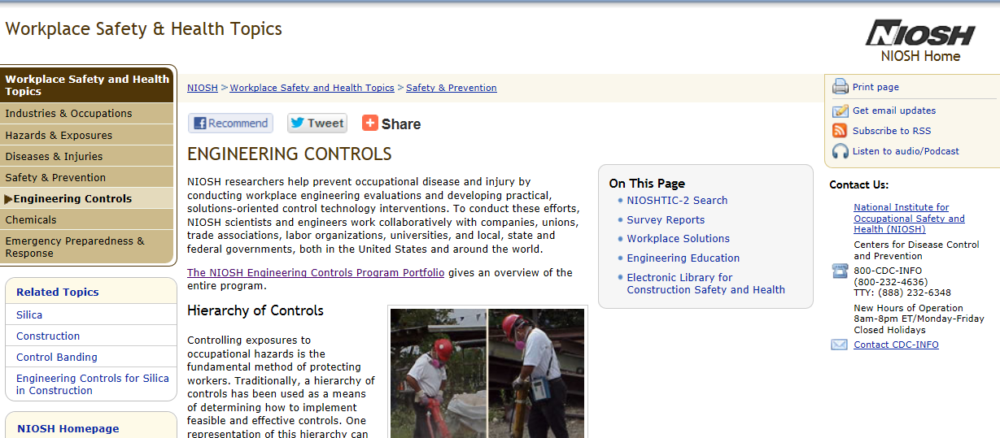 Workplace Safety & Health Topics
NIOSH
NIOSH Home
Workplace Safety and Health
Topics
Industries & Occupations
Hazards & Exposures
Diseases & Injuries
Safety & Prevention
Engineering Controls
Chemicals
Emergency Preparedness &
Response
Related Topics
Silica
Construction
Control Banding
Engineering Controls for Silica
in Construction
NIOSH Homepage
NIOSH > Workplace Safety and Health Topics > Safety & Prevention
Recommend Tweet Share
ENGINEERING CONTROLS
NIOSH researchers help prevent occupational disease and injury by
conducting workplace engineering evaluations and developing practical,
solutions-oriented control technology interventions. To conduct these efforts,
NIOSH scientists and engineers work collaboratively with companies, unions,
trade associations, labor organizations, universities, and local, state and
federal governments, both in the United States and around the world.
The NIOSH Engineering Controls Program Portfolio gives an overview of the
entire program.
Hierarchy of Controls
Controlling exposures to
occupational hazards is the
fundamental method of protecting
workers. Traditionally, a hierarchy of
controls has been used as a means
of determining how to implement
feasible and effective controls. One
representation of this hierarchy can
On This Page
NIOSHTIC-2 Search
Survey Reports
Workplace Solutions
Engineering Education
Electronic Library for
Construction Safety and Health
Print page
Get email updates
Subscribe to RSS
Listen to audio/Podcast
Contact Us:
National Institute for
Occupational Safety and
Health (NIOSH)
Centers for Disease Control
and Prevention
800-CDC-INFO
(800-232-4636)
TTY: (888) 232-6348
New Hours of Operation
8am-8pm ET/Monday-Friday
Closed Holidays
Contact CDC-INFO